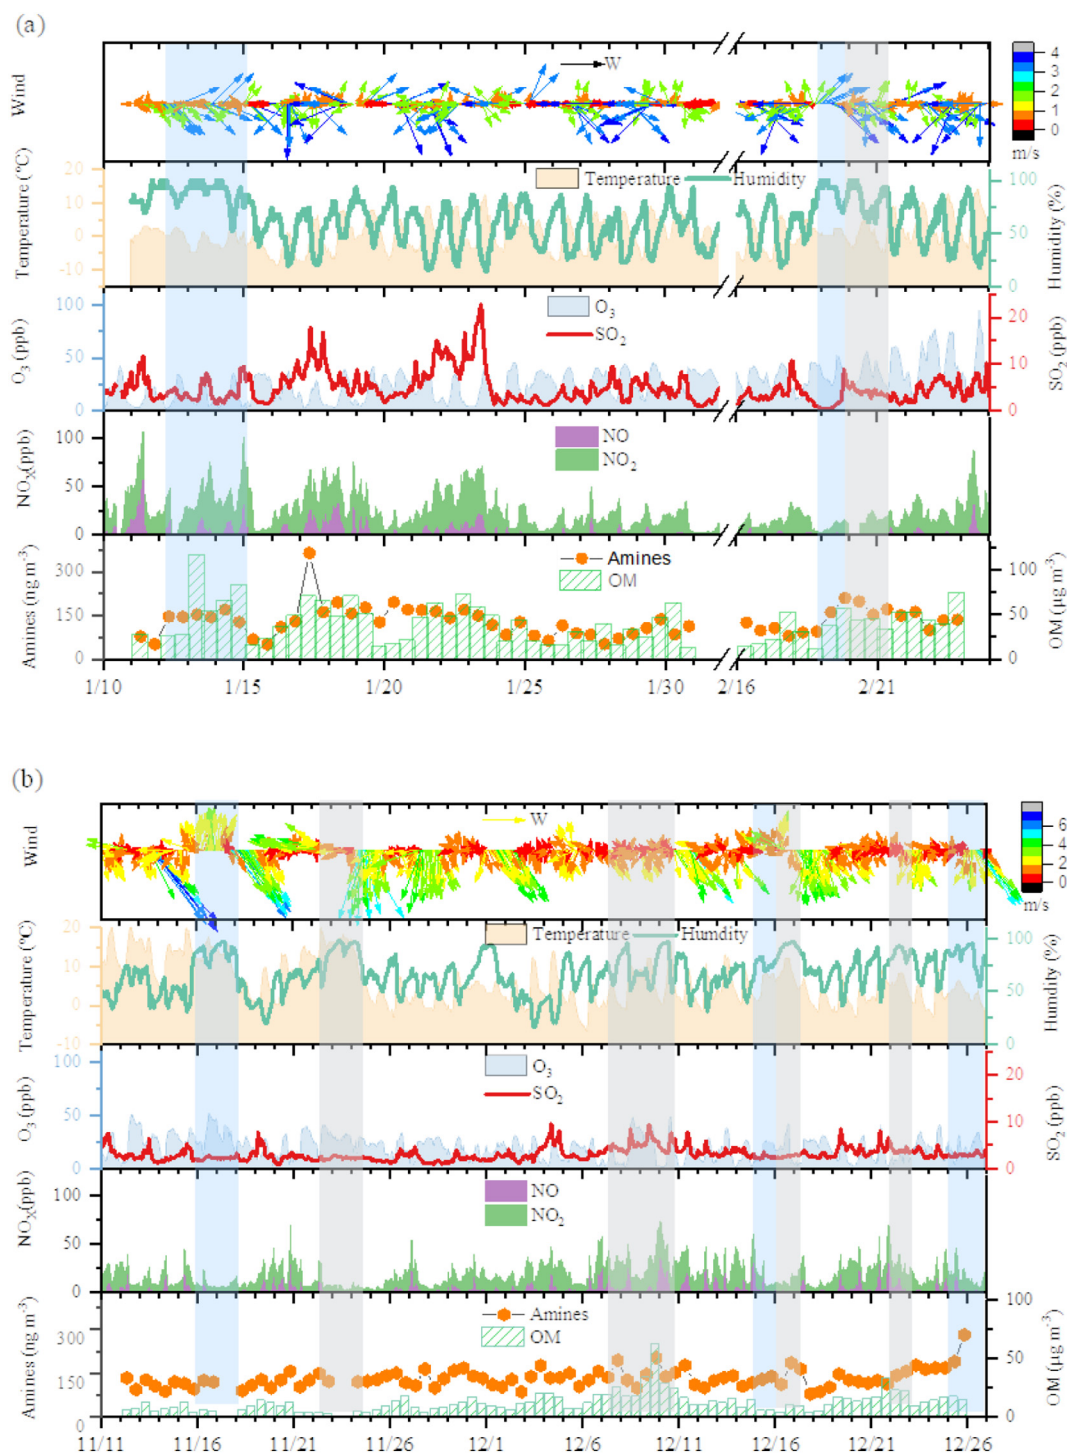 (a)
Wind
W
4
3
2
1
0
m/s
Temperature (°C)
20
10
0
-10
Temperature
Humidity
100
50
0
Humidity (%)
O3 (ppb)
100
50
0
O3
SO2
20
10
0
SO2 (ppb)
NOX(ppb)
100
50
0
NO
NO2
Amines (ng m-3)
300
150
0
Amines
OM
100
50
0
OM (µg m-3)
1/10 1/15 1/20 1/25 1/30 2/16 2/21
(b)
Wind
W
6
4
2
0
m/s
Temperature (°C)
20
10
0
-10
Temperature
Humdity
100
50
0
Humdity (%)
O3 (ppb)
100
50
0
O3
SO2
20
10
0
SO2 (ppb)
NOX(ppb)
100
50
0
NO
NO2
Amines (ng m-3)
300
150
0
Amines
OM
100
50
0
OM (µg m-3)
11/11 11/16 11/21 11/26 12/1 12/6 12/11 12/16 12/21 12/26